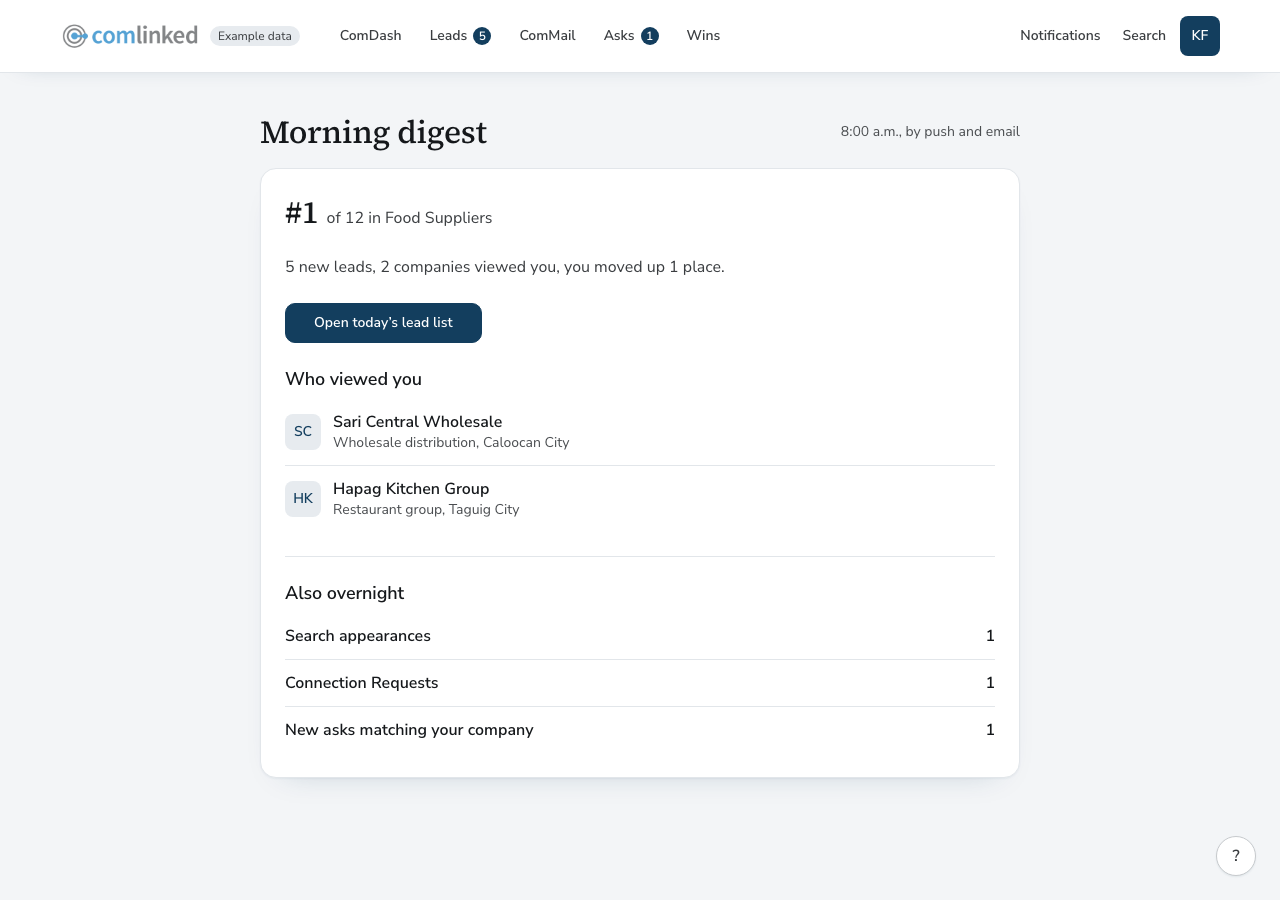 comlinked Example data ComDash Leads 5 ComMail Asks 1 Wins Notifications Search KF
Morning digest 8:00 a.m., by push and email
#1 of 12 in Food Suppliers
5 new leads, 2 companies viewed you, you moved up 1 place.
Open today's lead list
Who viewed you
SC Sari Central Wholesale
Wholesale distribution, Caloocan City
HK Hapag Kitchen Group
Restaurant group, Taguig City
Also overnight
Search appearances 1
Connection Requests 1
New asks matching your company 1
?